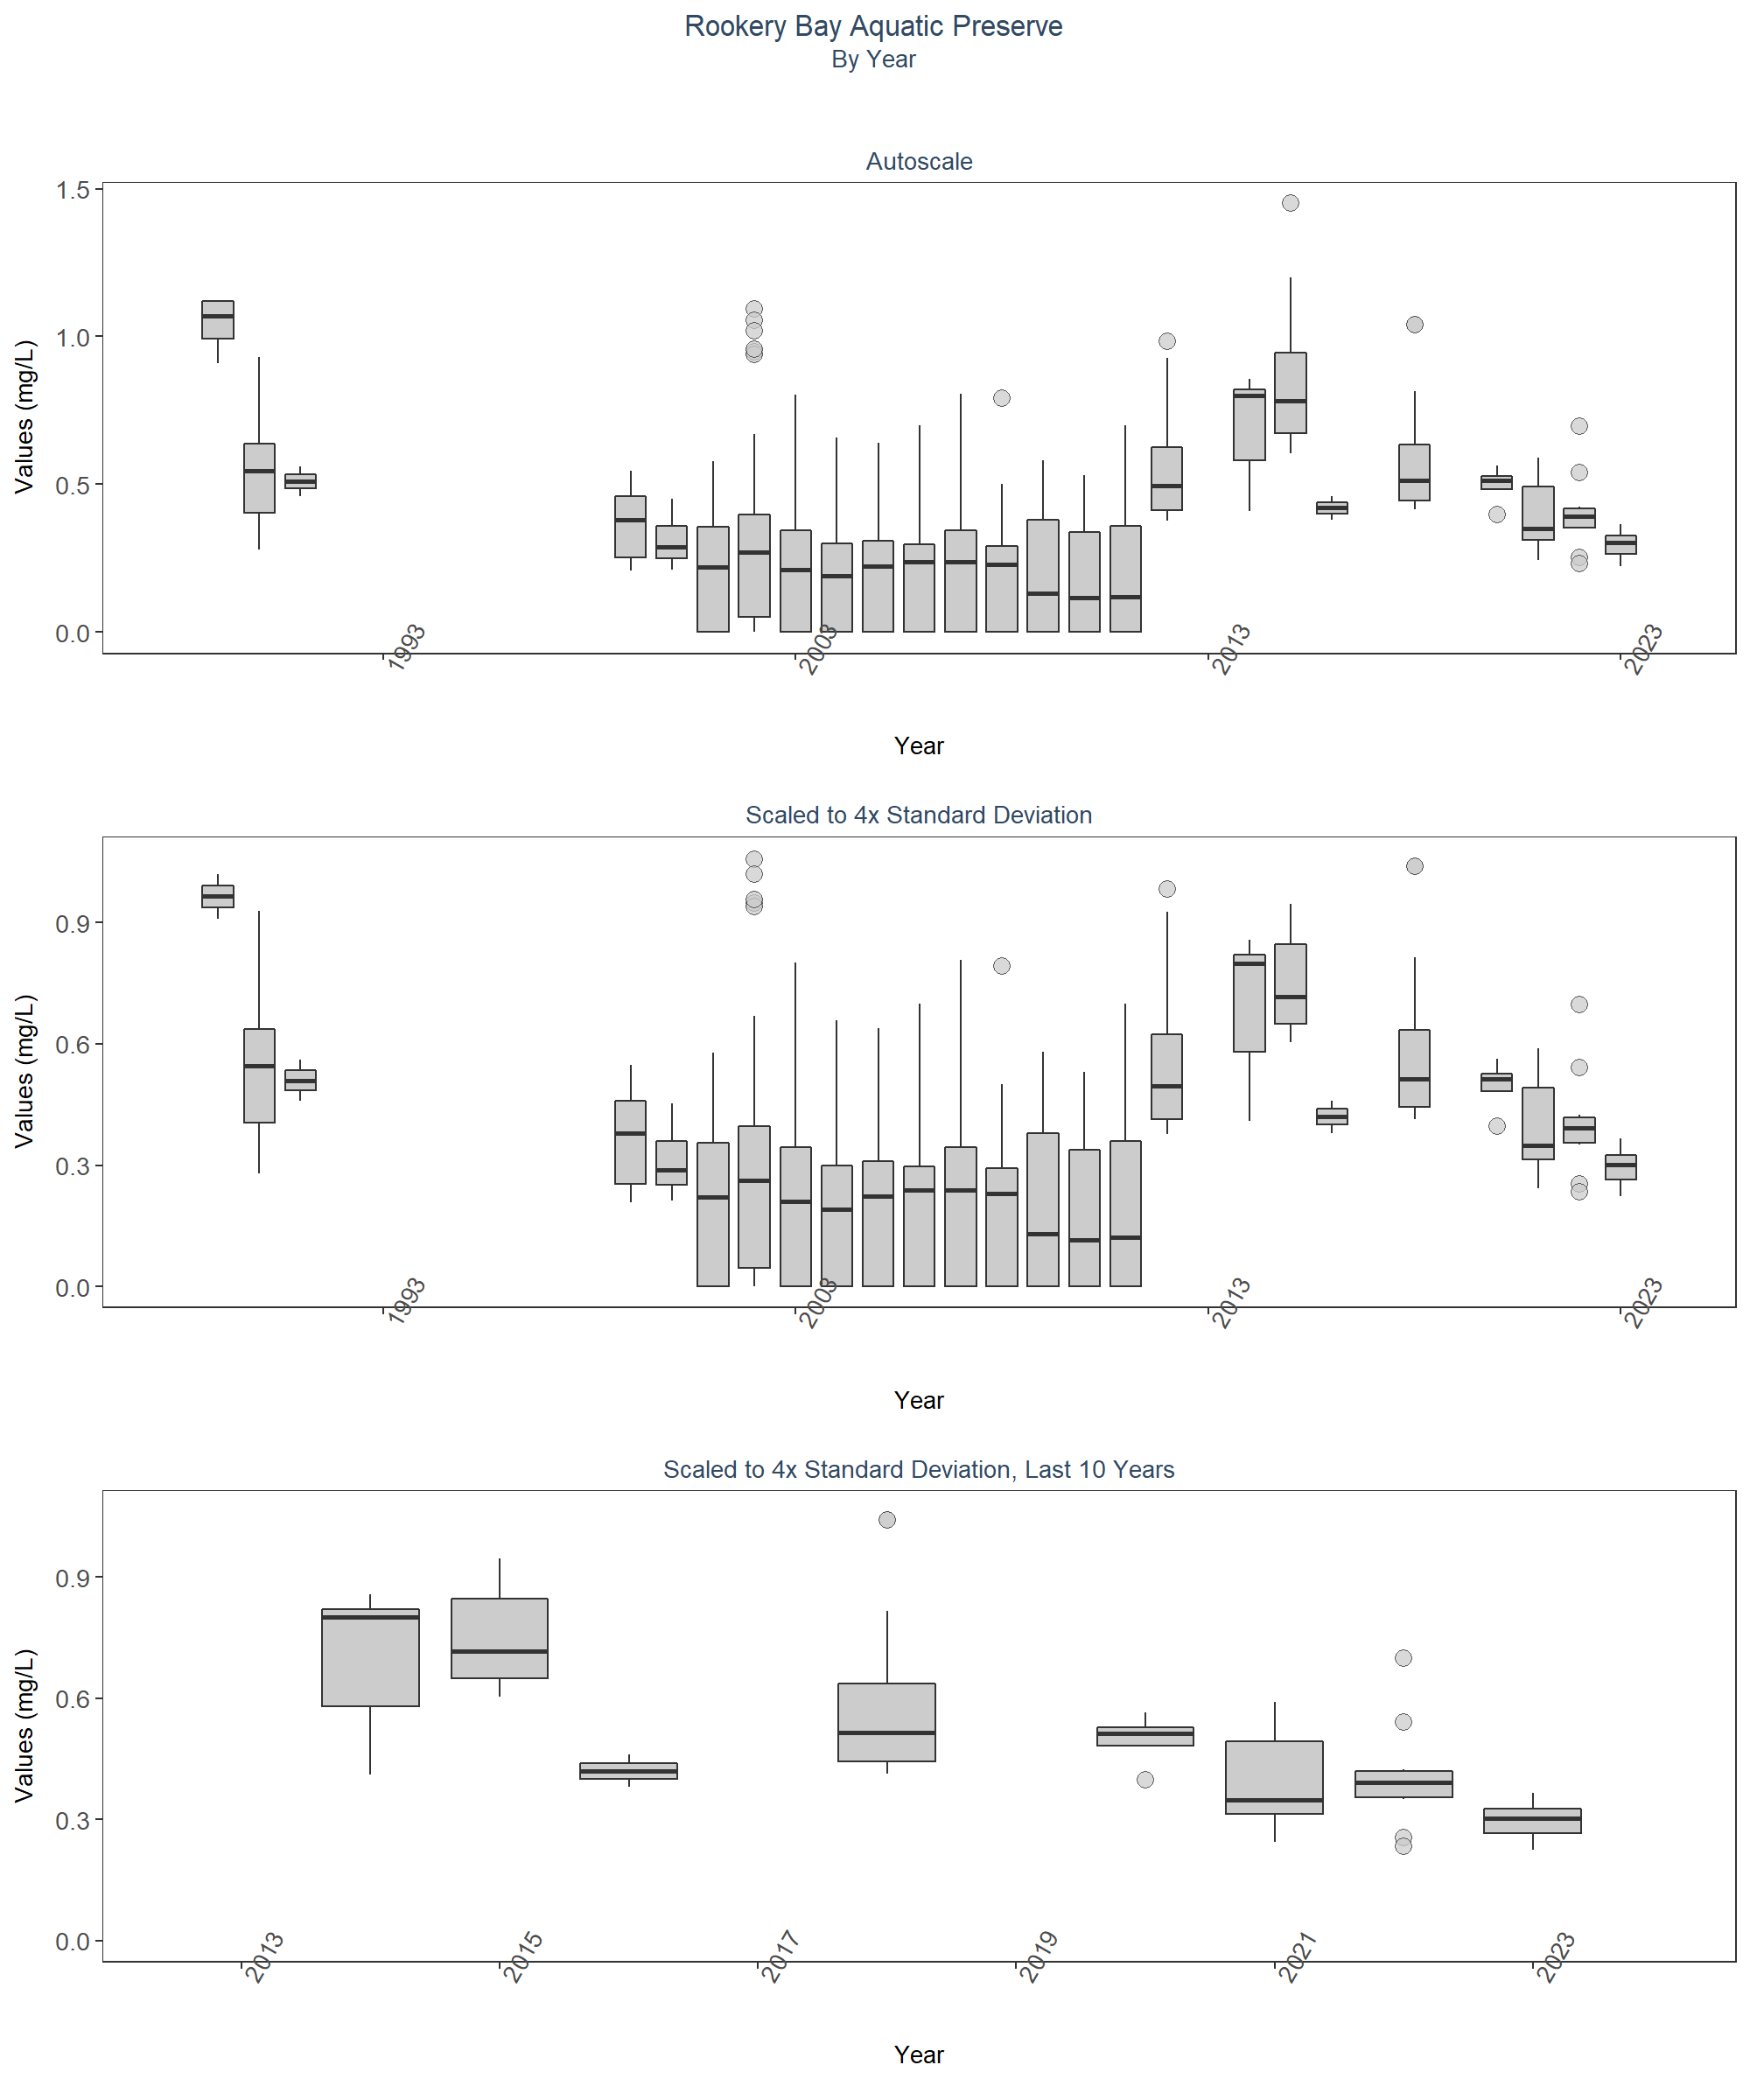 Rookery Bay Aquatic Preserve
By Year
Autoscale
Values (mg/L)
1.5
1.0
0.5
0.0
1993
2003
2013
2023
Year
Scaled to 4x Standard Deviation
Values (mg/L)
0.9
0.6
0.3
0.0
1993
2003
2013
2023
Year
Scaled to 4x Standard Deviation, Last 10 Years
Values (mg/L)
0.9
0.6
0.3
0.0
2013
2015
2017
2019
2021
2023
Year